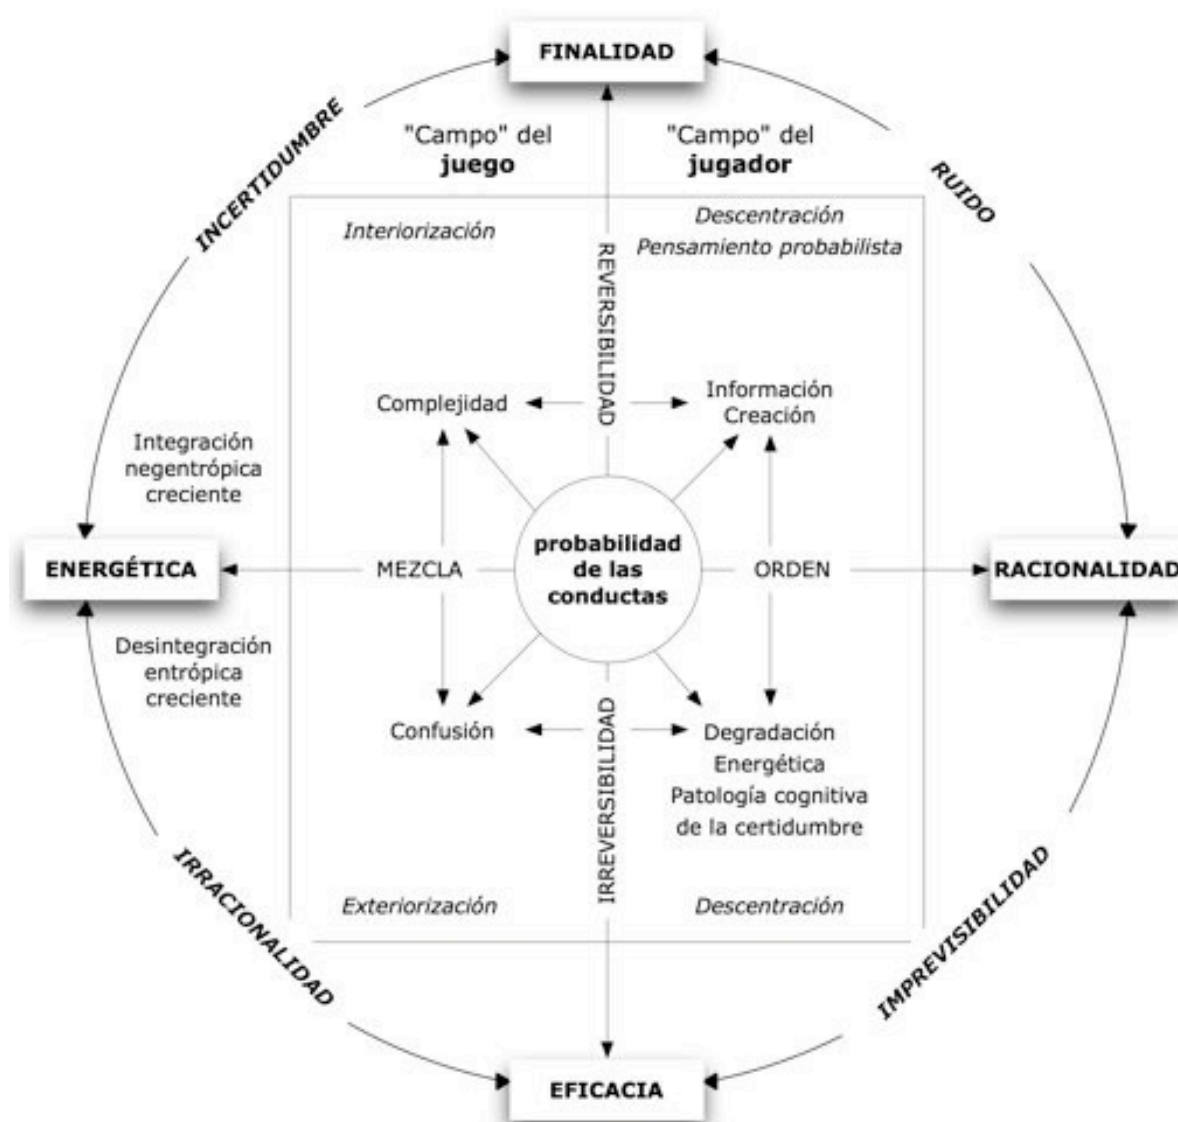 FINALIDAD
"Campo" del
juego
"Campo" del
jugador
INCERTIDUMBRE
RUIDO
Interiorización
Descentración
Pensamiento probabilista
REVERSIBILIDAD
Complejidad
Información
Creación
Integración
negentrópica
creciente
ENERGÉTICA
MEZCLA
probabilidad
de las
conductas
ORDEN
RACIONALIDAD
Desintegración
entrópica
creciente
Confusión
IRREVERSIBILIDAD
Degradación
Energética
Patología cognitiva
de la certidumbre
Exteriorización
Descentración
IRRACIONALIDAD
IMPREVISIBILIDAD
EFICACIA